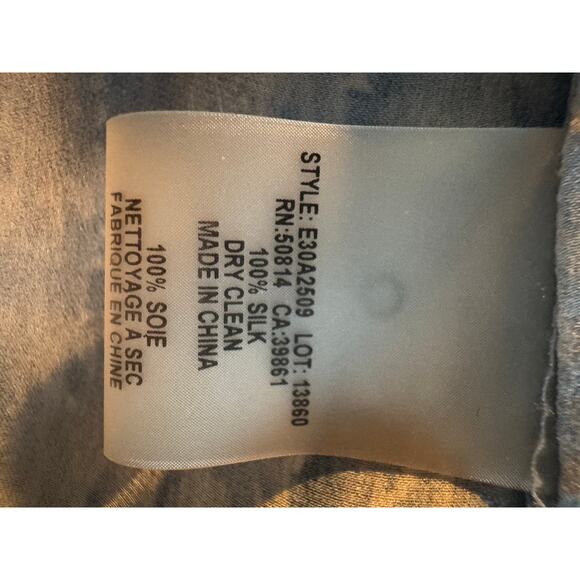 STYLE: E30A2509 LOT: 13860
RN:50814 CA:39861
100% SILK
DRY CLEAN
MADE IN CHINA
100% SOIE
NETTOYAGE À SEC
FABRIQUE EN CHINE